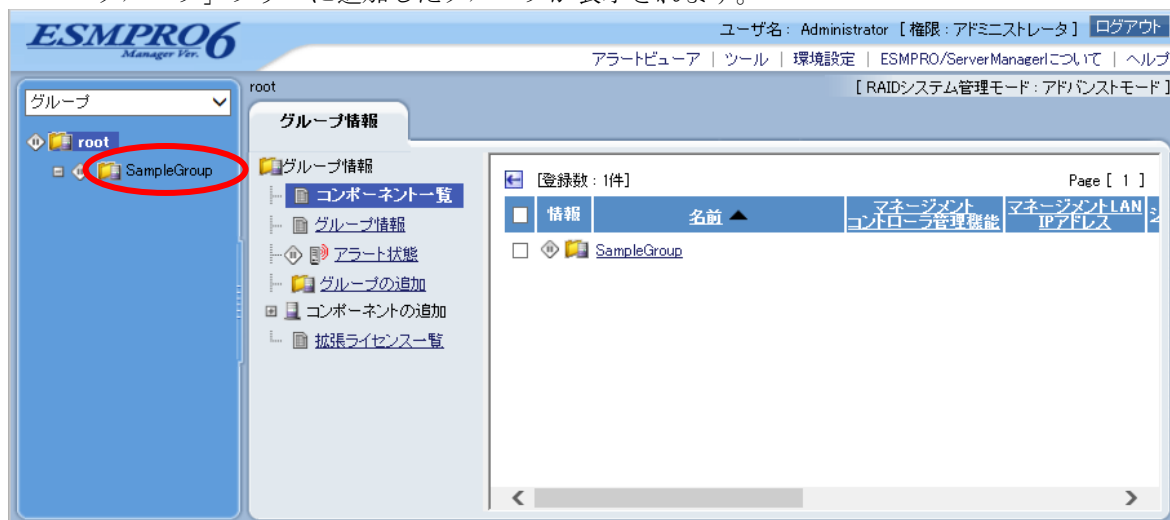 ESMPRO6
Manager Ver.
ユーザ名 : Administrator [ 権限 : アドミニストレータ ] ログアウト
アラートビューア | ツール | 環境設定 | ESMPRO/ServerManagerについて | ヘルプ
グループ
root
SampleGroup
root
[ RAIDシステム管理モード : アドバンストモード ]
グループ情報
グループ情報
コンポーネント一覧
グループ情報
アラート状態
グループの追加
コンポーネントの追加
拡張ライセンス一覧
[登録数 : 1件]
Page [ 1 ]
情報 名前 ▲ マネージメント コントローラ管理機能 マネージメントLAN IPアドレス
SampleGroup